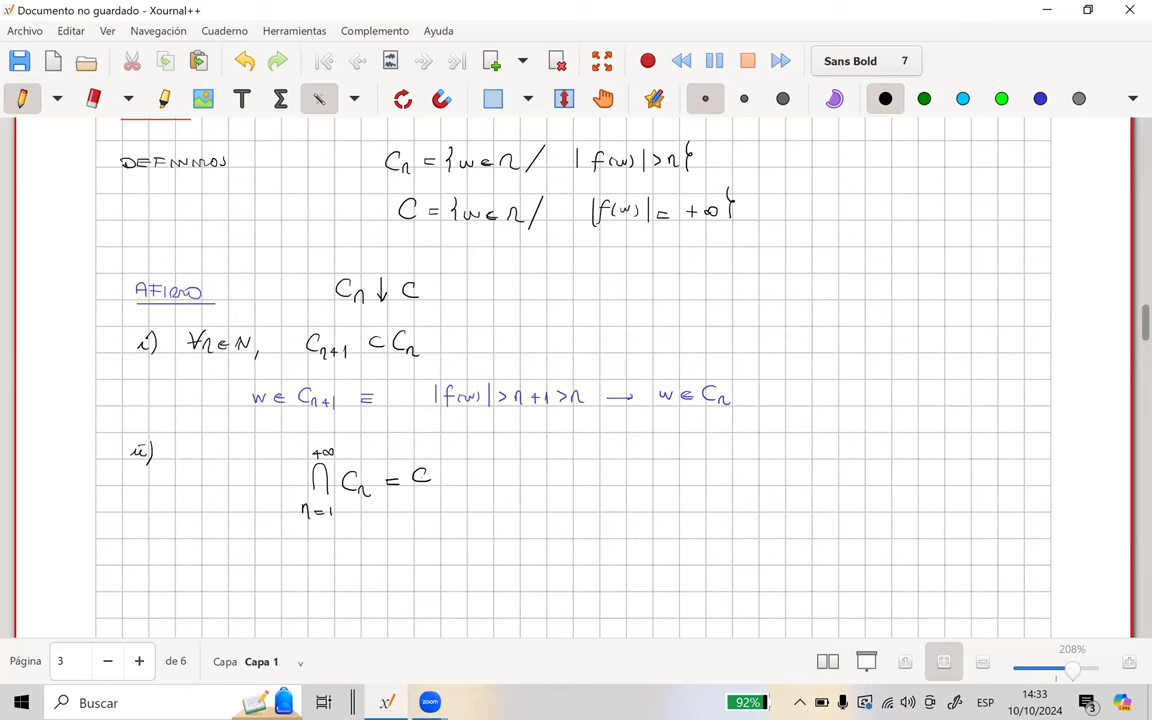 Documento no guardado - Xournal++
Archivo Editar Ver Navegación Cuaderno Herramientas Complemento Ayuda
Sans Bold 7
DEFINIMOS Cn = {w∈Ω / |f(w)|>n}
C = {w∈Ω / |f(w)| = +∞}
AFIRMO Cn ↓ C
i) ∀n∈N, Cn+1 ⊂ Cn
w∈Cn+1 ≡ |f(w)|>n+1>n → w∈Cn
ii) +∞
⋂ Cn = C
n=1
Página 3 de 6 Capa Capa 1
208%
Buscar
zoom
92%
ESP
14:33
10/10/2024
3